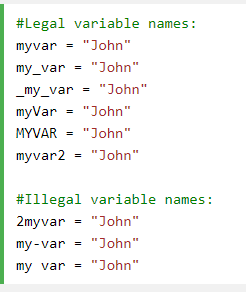 #Legal variable names:
myvar = "John"
my_var = "John"
_my_var = "John"
myVar = "John"
MYVAR = "John"
myvar2 = "John"

#Illegal variable names:
2myvar = "John"
my-var = "John"
my var = "John"